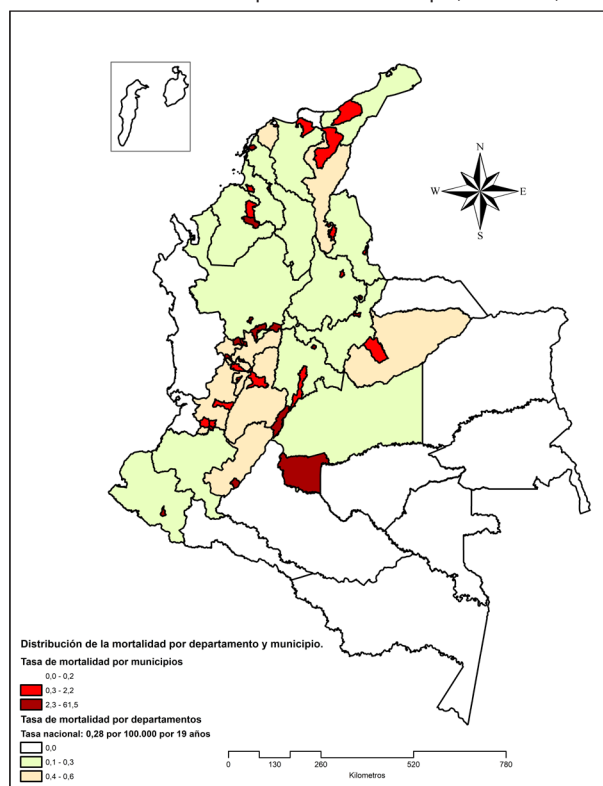 N
W
E
S
Distribución de la mortalidad por departamento y municipio.
Tasa de mortalidad por municipios
0,0 - 0,2
0,3 - 2,2
2,3 - 61,5
Tasa de mortalidad por departamentos
Tasa nacional: 0,28 por 100.000 por 19 años
0,0
0,1 - 0,3
0,4 - 0,6
0 130 260 520 780
Kilometros